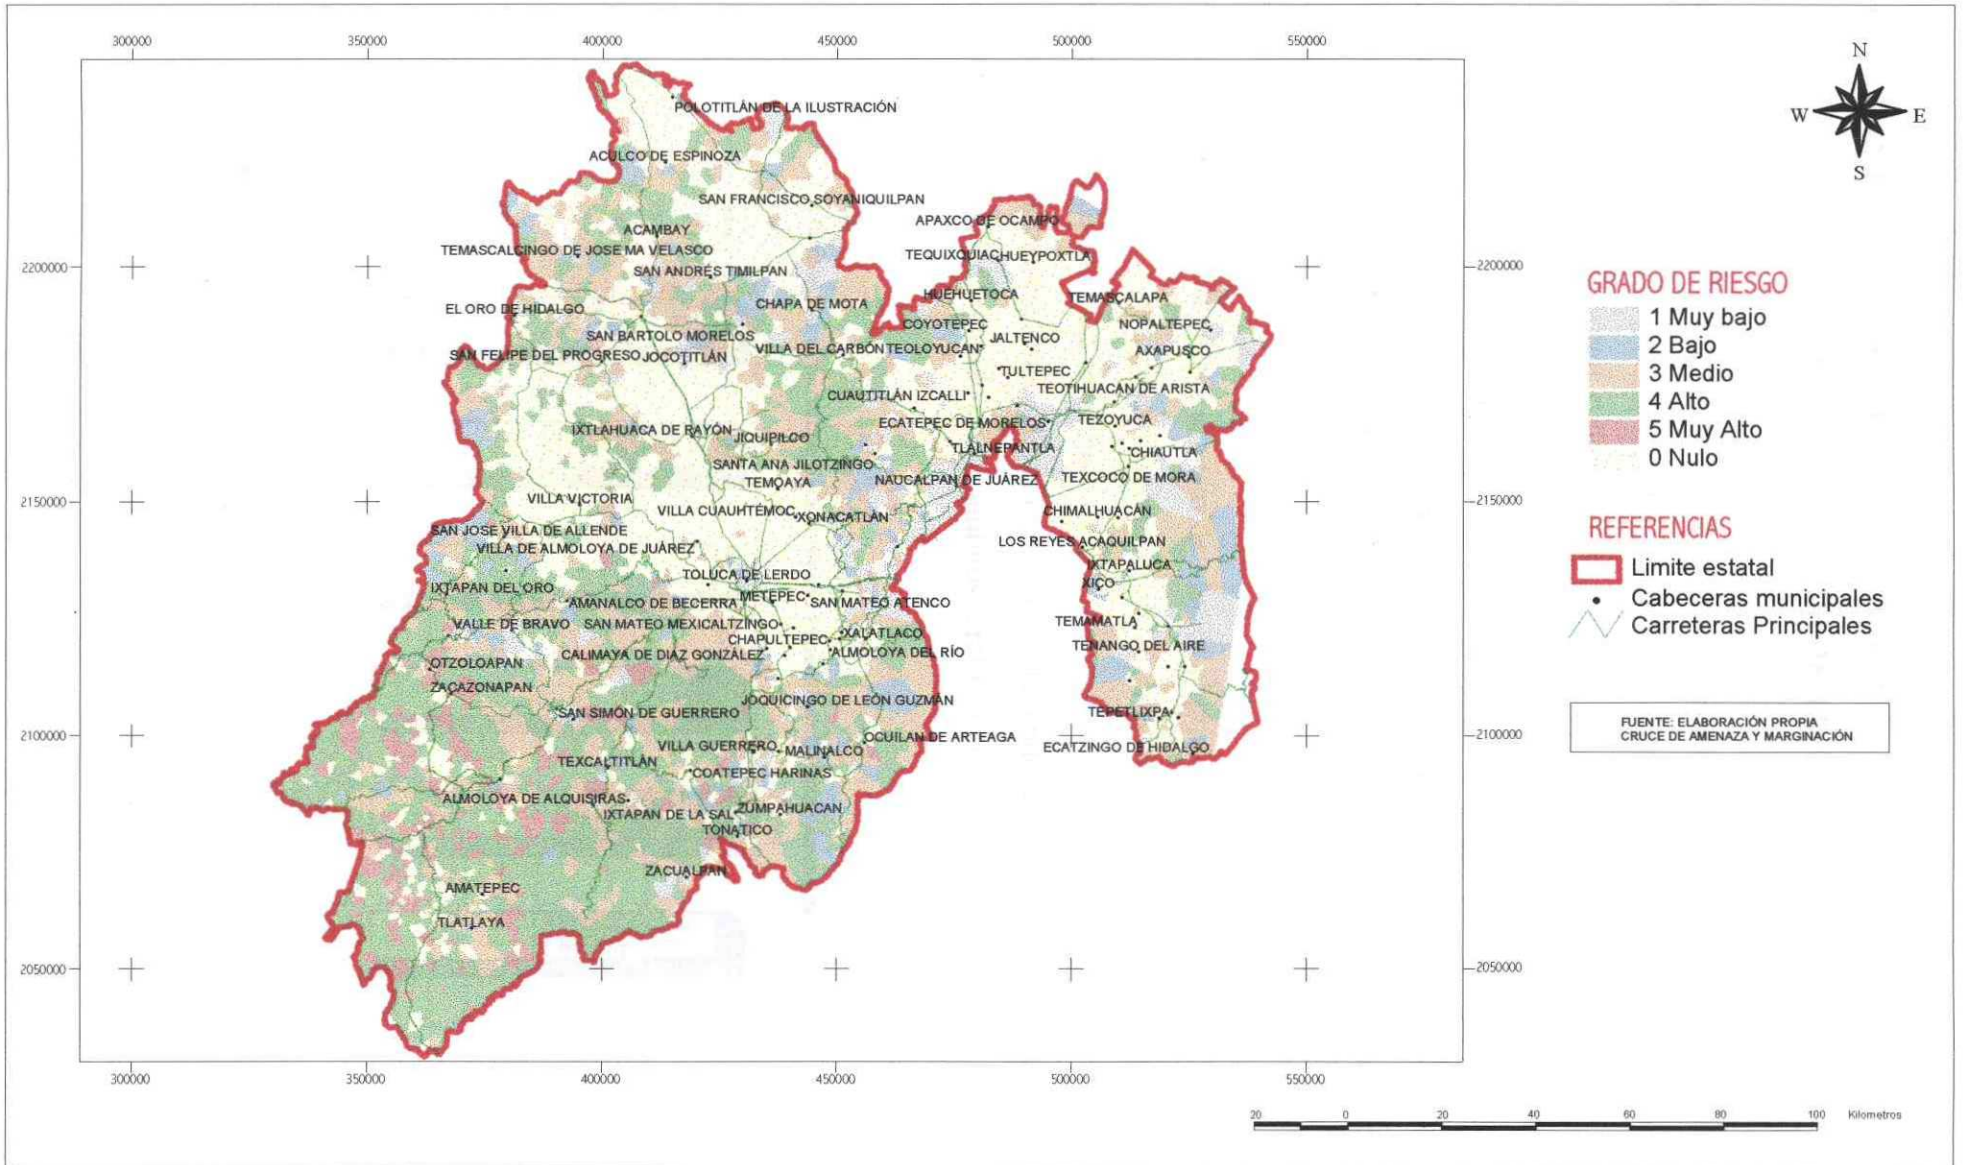 300000 350000 400000 450000 500000 550000
N
W E
S
POLOTITLÁN DE LA ILUSTRACIÓN
ACULCO DE ESPINOZA
SAN FRANCISCO SOYANIQUILPAN
APAXCO DE OCAMPO
ACAMBAY
TEMASCALCINGO DE JOSE MA VELASCO
TEQUIXQUIAC HUEYPOXTLA
2200000 2200000
SAN ANDRÉS TIMILPAN
HUEHUETOCA
TEMASCALAPA
CHAPA DE MOTA
EL ORO DE HIDALGO
COYOTEPEC
NOPALTEPEC
SAN BARTOLO MORELOS
JALTENCO
VILLA DEL CARBÓN TEOLOYUCAN
AXAPUSCO
SAN FELIPE DEL PROGRESO JOCOTITLÁN
TULTEPEC
TEOTIHUACAN DE ARISTA
CUAUTITLÁN IZCALLI
ECATEPEC DE MORELOS
TEZOYUCA
IXTLAHUACA DE RAYÓN
JIQUIPILCO
TLALNEPANTLA
CHIAUTLA
SANTA ANA JILOTZINGO
TEMOAYA
NAUCALPAN DE JUÁREZ
TEXCOCO DE MORA
2150000 2150000
VILLA VICTORIA
VILLA CUAUHTÉMOC
XONACATLÁN
CHIMALHUACÁN
SAN JOSE VILLA DE ALLENDE
VILLA DE ALMOLOYA DE JUÁREZ
LOS REYES ACAQUILPAN
IXTAPALUCA
TOLUCA DE LERDO
XICO
IXTAPAN DEL ORO
METEPEC
AMANALCO DE BECERRA
SAN MATEO ATENCO
VALLE DE BRAVO
SAN MATEO MEXICALTZINGO
TEMAMATLA
CHAPULTEPEC
XALATLACO
TENANGO DEL AIRE
CALIMAYA DE DIAZ GONZÁLEZ
ALMOLOYA DEL RÍO
OTZOLOAPAN
ZACAZONAPAN
JOQUICINGO DE LEÓN GUZMÁN
SAN SIMÓN DE GUERRERO
TEPETLIXPA
2100000 2100000
OCUILAN DE ARTEAGA
VILLA GUERRERO
MALINALCO
ECATZINGO DE HIDALGO
TEXCALTITLÁN
COATEPEC HARINAS
ALMOLOYA DE ALQUISIRAS
ZUMPAHUACAN
IXTAPAN DE LA SAL
TONATICO
ZACUALPAN
AMATEPEC
TLATLAYA
2050000 2050000
300000 350000 400000 450000 500000 550000
GRADO DE RIESGO
1 Muy bajo
2 Bajo
3 Medio
4 Alto
5 Muy Alto
0 Nulo
REFERENCIAS
Limite estatal
Cabeceras municipales
Carreteras Principales
FUENTE: ELABORACIÓN PROPIA
CRUCE DE AMENAZA Y MARGINACIÓN
20 0 20 40 60 80 100 Kilometros